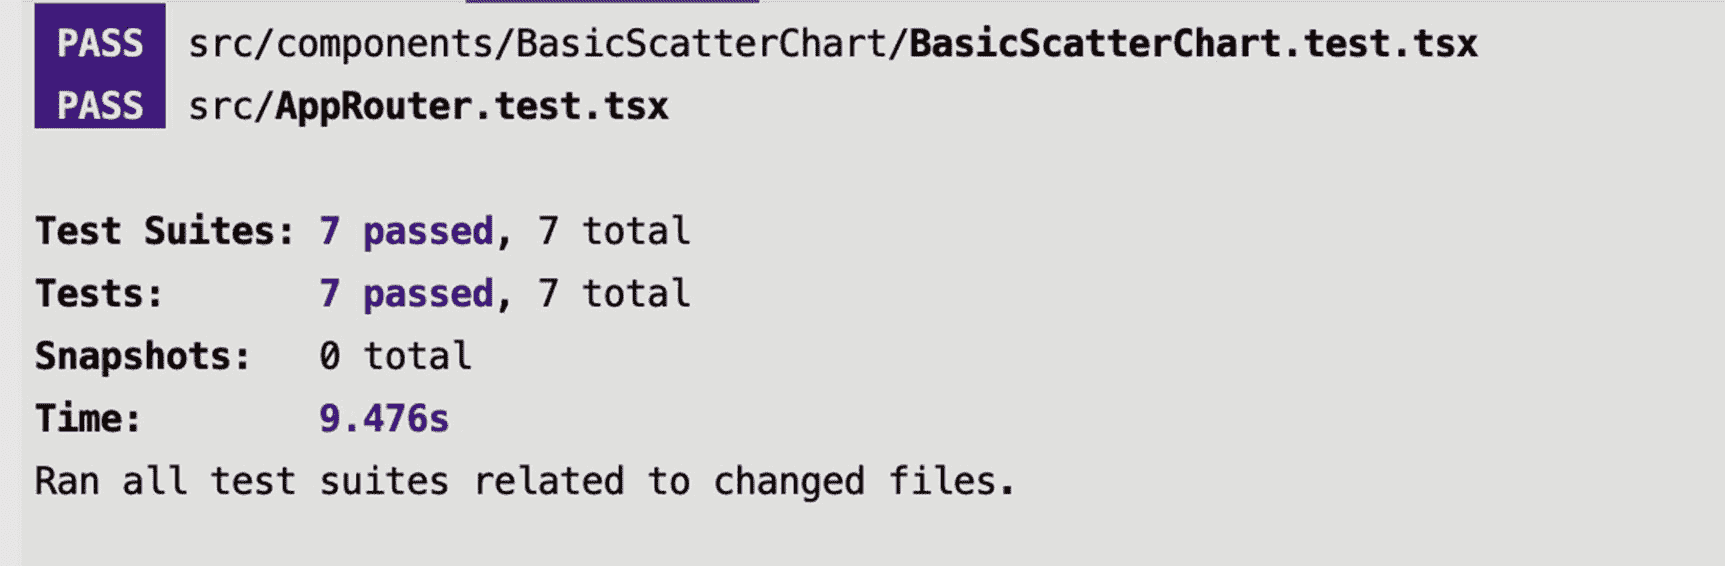 PASS src/components/BasicScatterChart/BasicScatterChart.test.tsx
PASS src/AppRouter.test.tsx
Test Suites: 7 passed, 7 total
Tests: 7 passed, 7 total
Snapshots: 0 total
Time: 9.476s
Ran all test suites related to changed files.